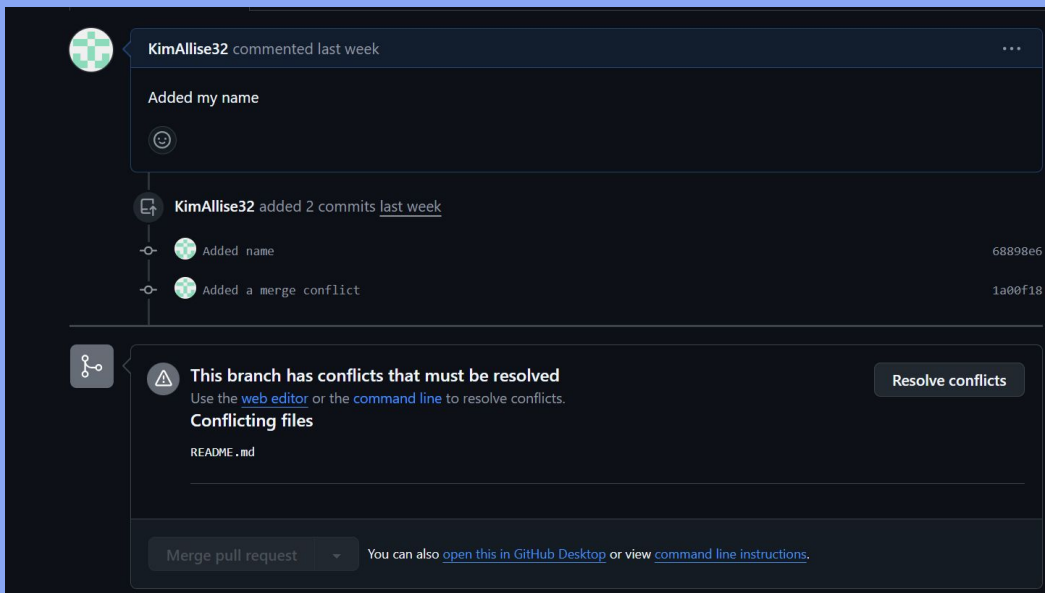 KimAllise32 commented last week
Added my name
KimAllise32 added 2 commits last week
Added name 68898e6
Added a merge conflict 1a00f18
This branch has conflicts that must be resolved
Resolve conflicts
Use the web editor or the command line to resolve conflicts.
Conflicting files
README.md
Merge pull request
You can also open this in GitHub Desktop or view command line instructions.